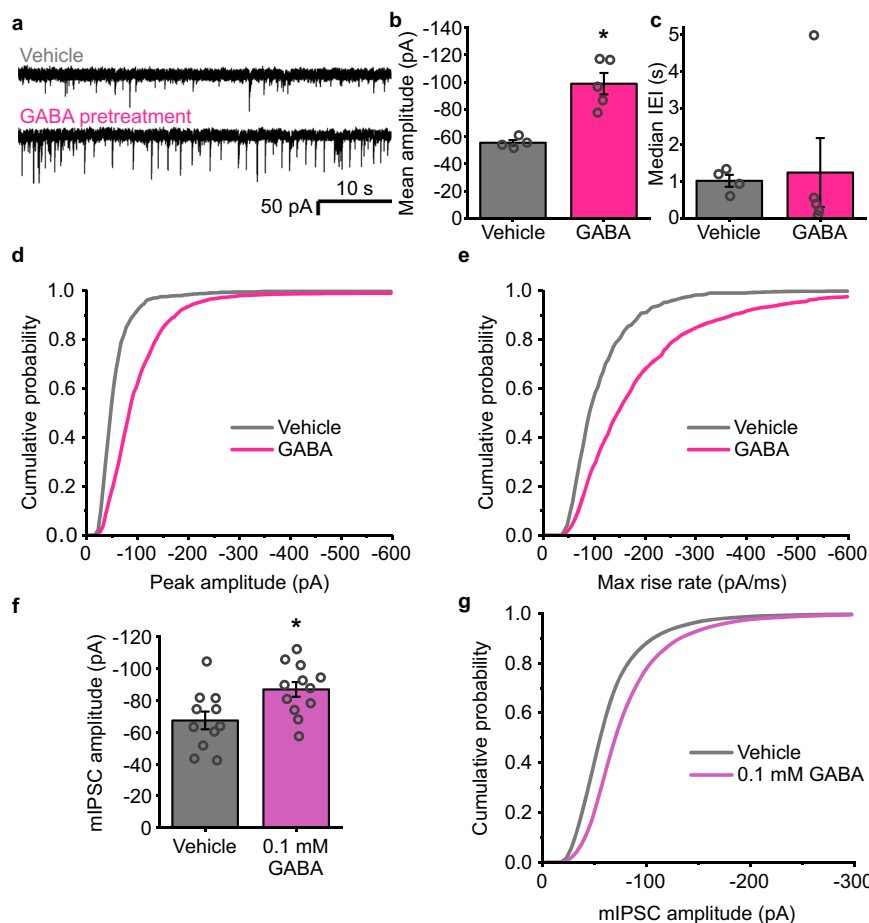 a
Vehicle
GABA pretreatment
10 s
50 pA
b
Mean amplitude (pA)
-140
-120
-100
-80
-60
-40
-20
0
*
Vehicle
GABA
c
Median IEI (s)
5
4
3
2
1
0
Vehicle
GABA
d
Cumulative probability
1.0
0.8
0.6
0.4
0.2
0.0
Vehicle
GABA
0
-100
-200
-300
-400
-500
-600
Peak amplitude (pA)
e
Cumulative probability
1.0
0.8
0.6
0.4
0.2
0.0
Vehicle
GABA
0
-100
-200
-300
-400
-500
-600
Max rise rate (pA/ms)
f
mIPSC amplitude (pA)
-120
-100
-80
-60
-40
-20
0
*
Vehicle
0.1 mM
GABA
g
Cumulative probability
1.0
0.8
0.6
0.4
0.2
0.0
Vehicle
0.1 mM GABA
0
-100
-200
-300
mIPSC amplitude (pA)